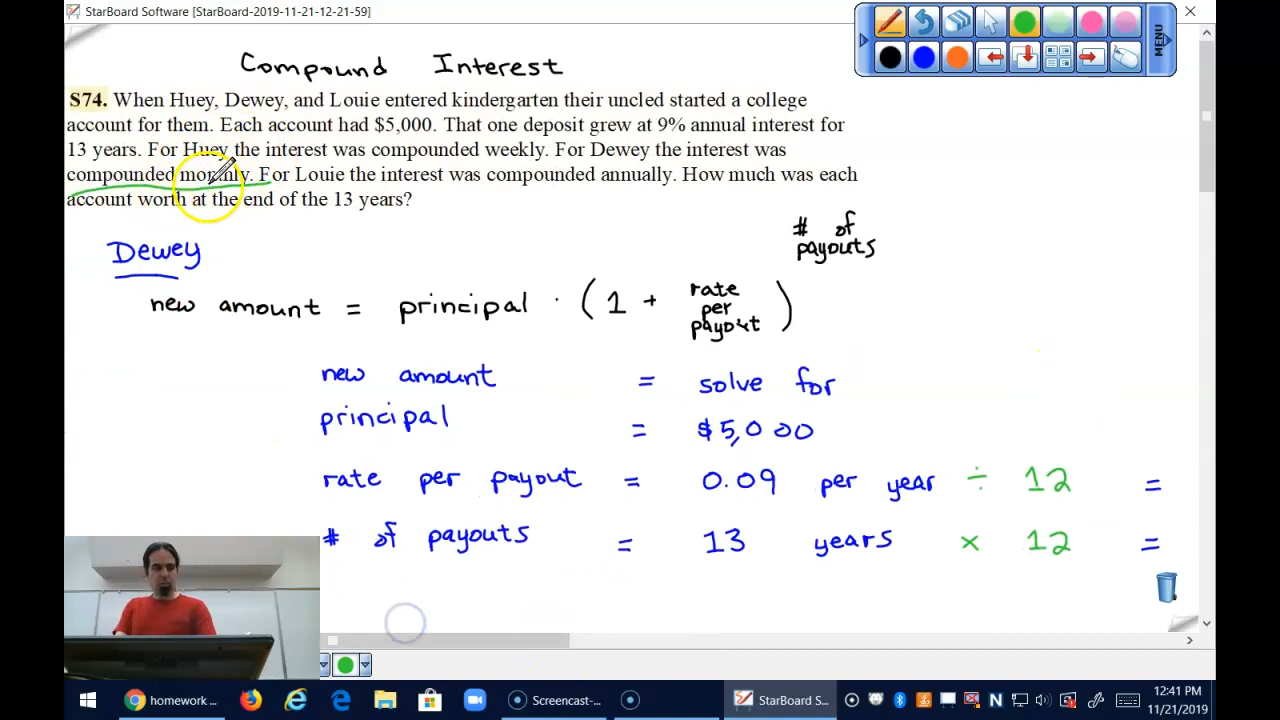 StarBoard Software [StarBoard-2019-11-21-12-21-59]
MENU
Compound Interest
S74. When Huey, Dewey, and Louie entered kindergarten their uncled started a college
account for them. Each account had $5,000. That one deposit grew at 9% annual interest for
13 years. For Huey the interest was compounded weekly. For Dewey the interest was
compounded monthly. For Louie the interest was compounded annually. How much was each
account worth at the end of the 13 years?
Dewey
# of
payouts
new amount = principal · ( 1 + rate per payout )
new amount = solve for
principal = $5,000
rate per payout = 0.09 per year ÷ 12 =
# of payouts = 13 years × 12 =
homework ...
Screencast-...
StarBoard S...
12:41 PM
11/21/2019